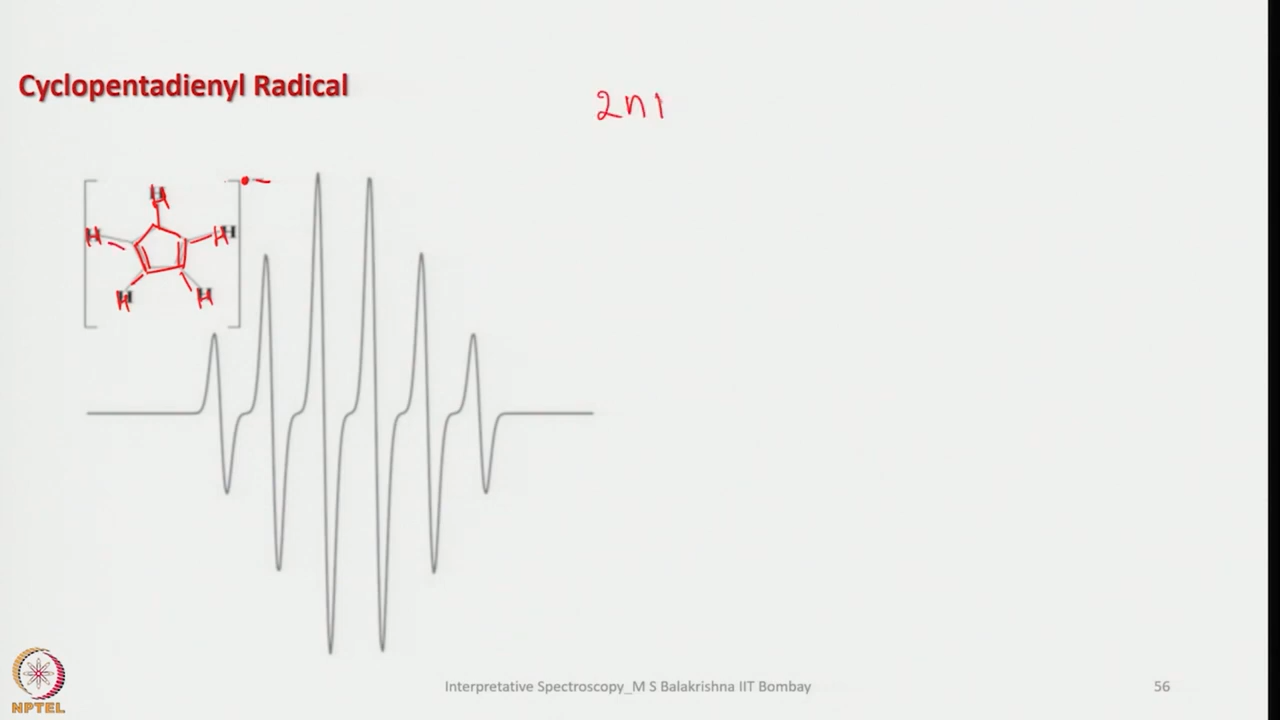 Cyclopentadienyl Radical
2nI
H
H
H
H
H
Interpretative Spectroscopy_M S Balakrishna IIT Bombay
56
NPTEL